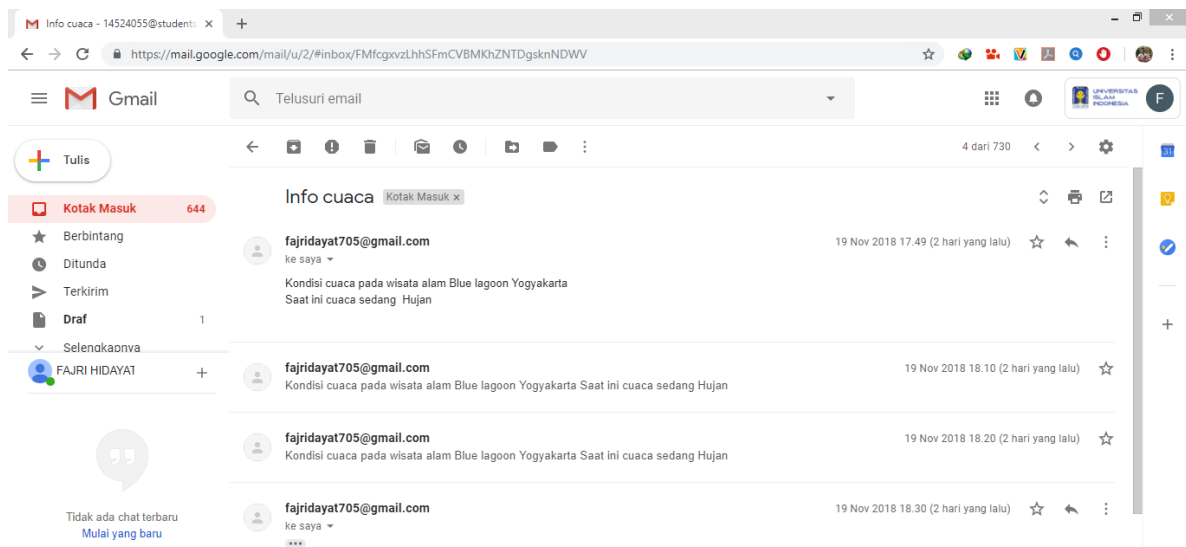 Info cuaca - 14524055@students
https://mail.google.com/mail/u/2/#inbox/FMfcgxvzLhhSFmCVBMKhZNTDgsknNDWV
Gmail
Telusuri email
UNIVERSITAS
ISLAM
INDONESIA
F
Tulis
4 dari 730
31
Info cuaca Kotak Masuk x
Kotak Masuk 644
Berbintang
Ditunda
Terkirim
Draf 1
Selengkapnya
FAJRI HIDAYAT
Tidak ada chat terbaru
Mulai yang baru
fajridayat705@gmail.com 19 Nov 2018 17.49 (2 hari yang lalu)
ke saya
Kondisi cuaca pada wisata alam Blue lagoon Yogyakarta
Saat ini cuaca sedang Hujan
fajridayat705@gmail.com 19 Nov 2018 18.10 (2 hari yang lalu)
Kondisi cuaca pada wisata alam Blue lagoon Yogyakarta Saat ini cuaca sedang Hujan
fajridayat705@gmail.com 19 Nov 2018 18.20 (2 hari yang lalu)
Kondisi cuaca pada wisata alam Blue lagoon Yogyakarta Saat ini cuaca sedang Hujan
fajridayat705@gmail.com 19 Nov 2018 18.30 (2 hari yang lalu)
ke saya